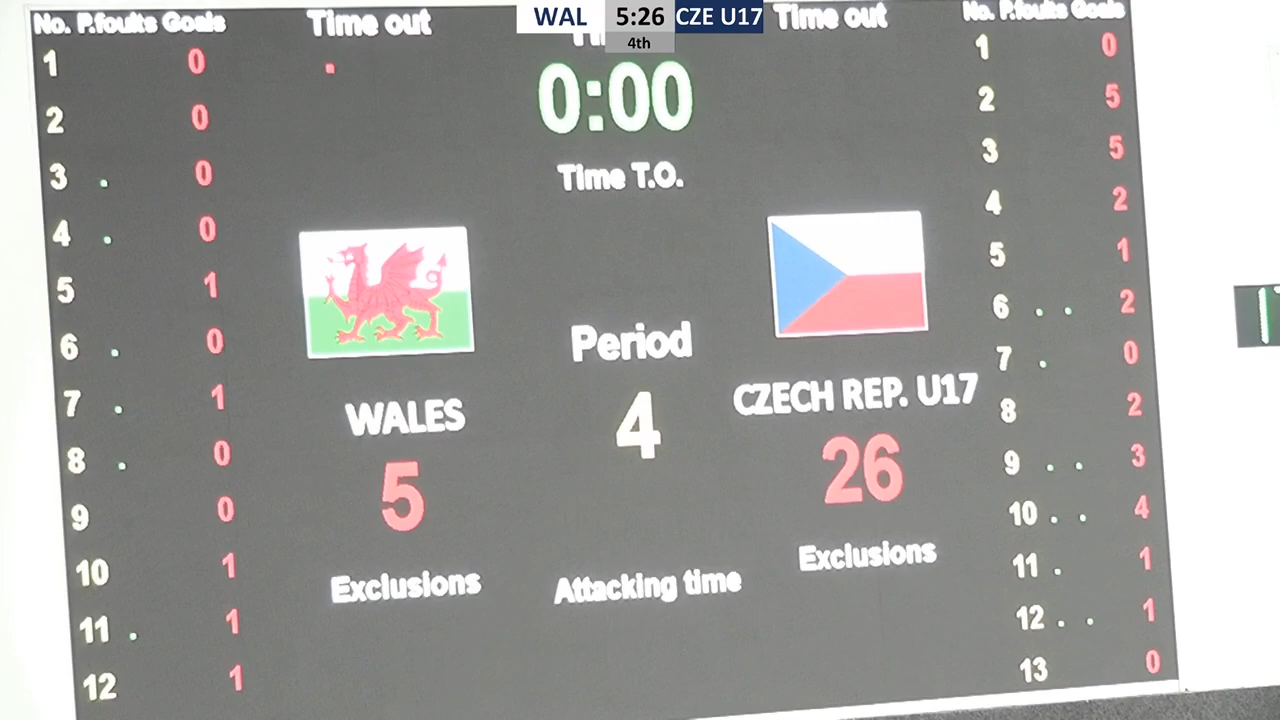 WAL 5:26 CZE U17
4th
No. P.foults Goals
Time out
Time out
No. P.foults Goals
0:00
Time T.O.
1 0
2 0
3 . 0
4 . 0
5 1
6 . 0
7 . 1
8 . 0
9 0
10 1
11 . 1
12 1
WALES
5
Exclusions
Period
4
Attacking time
CZECH REP. U17
26
Exclusions
1 0
2 5
3 5
4 2
5 1
6 . . 2
7 . 0
8 2
9 . . 3
10 . . 4
11 . 1
12 . . 1
13 0